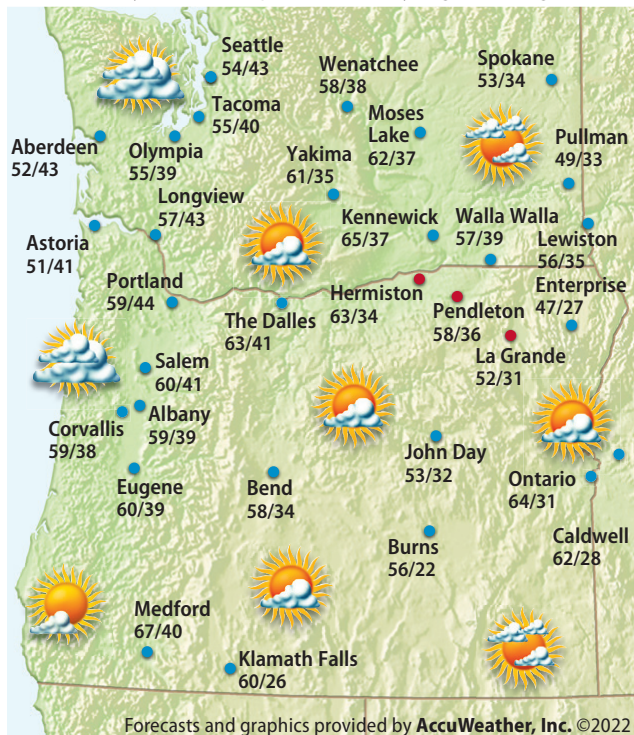 Seattle
54/43
Wenatchee
58/38
Spokane
53/34
Tacoma
55/40
Moses
Lake
62/37
Aberdeen
52/43
Olympia
55/39
Yakima
61/35
Pullman
49/33
Longview
57/43
Kennewick
65/37
Walla Walla
57/39
Lewiston
56/35
Astoria
51/41
Portland
59/44
The Dalles
63/41
Hermiston
63/34
Pendleton
58/36
Enterprise
47/27
La Grande
52/31
Salem
60/41
Albany
59/39
Corvallis
59/38
John Day
53/32
Ontario
64/31
Eugene
60/39
Bend
58/34
Caldwell
62/28
Burns
56/22
Medford
67/40
Klamath Falls
60/26
Forecasts and graphics provided by AccuWeather, Inc. ©2022